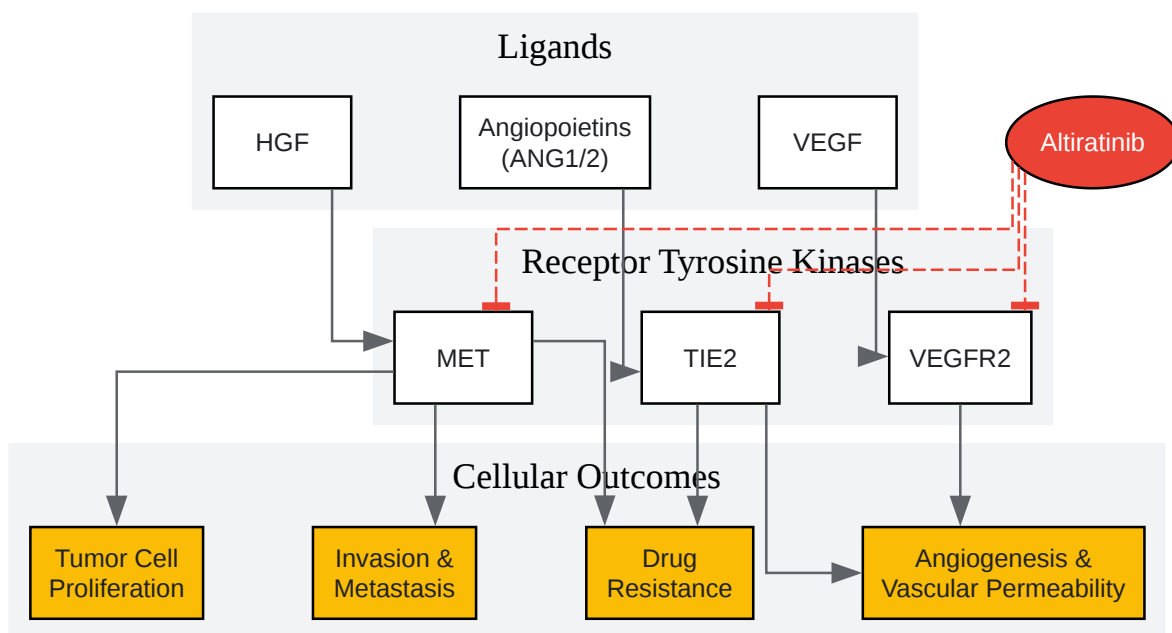 Ligands
HGF
Angiopoietins
(ANG1/2)
VEGF
Altiratinib
Receptor Tyrosine Kinases
MET
TIE2
VEGFR2
Cellular Outcomes
Tumor Cell
Proliferation
Invasion &
Metastasis
Drug
Resistance
Angiogenesis &
Vascular Permeability